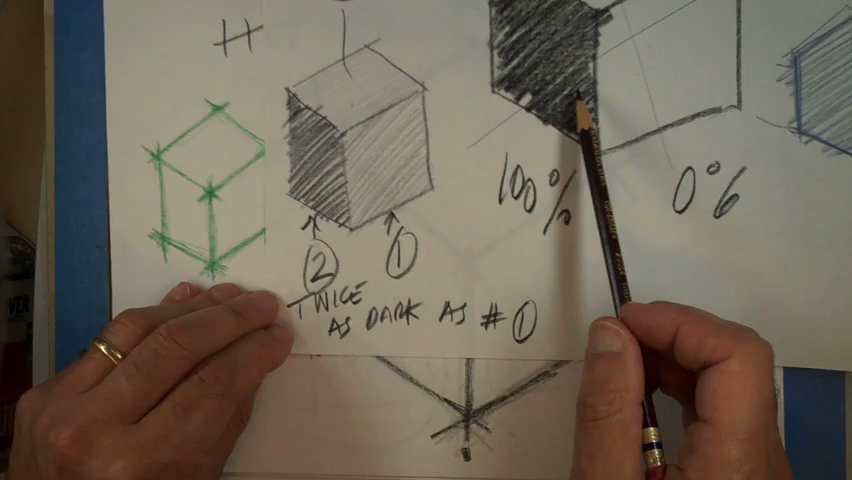 H
100% 0%
2 1
TWICE
AS DARK AS # 1